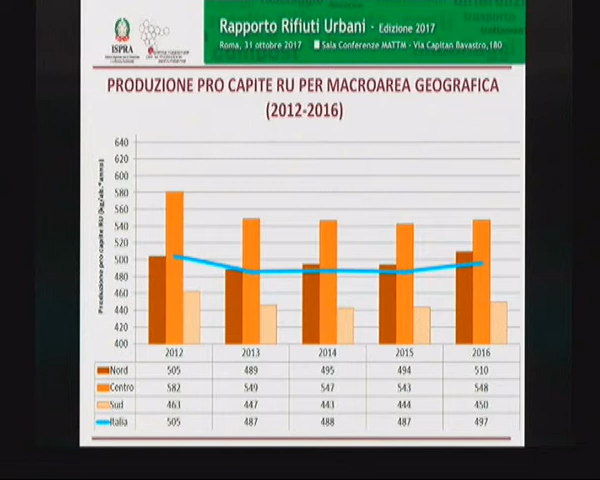 Rapporto Rifiuti Urbani - Edizione 2017
Roma, 31 ottobre 2017 Sala Conferenze MATTM - Via Capitan Bavastro, 180
ISPRA
PRODUZIONE PRO CAPITE RU PER MACROAREA GEOGRAFICA
(2012-2016)
Produzione pro capite RU (kg/ab.*anno)
640
620
600
580
560
540
520
500
480
460
440
420
400
2012 2013 2014 2015 2016
Nord 505 489 495 494 510
Centro 582 549 547 543 548
Sud 463 447 443 444 450
Italia 505 487 488 487 497